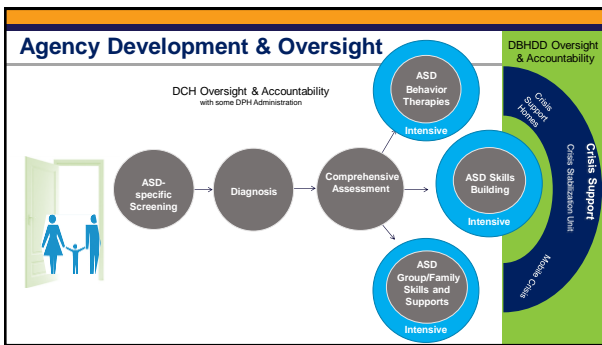 Agency Development & Oversight
DBHDD Oversight
& Accountability
DCH Oversight & Accountability
with some DPH Administration
ASD-
specific
Screening
Diagnosis
Comprehensive
Assessment
ASD
Behavior
Therapies
Intensive
ASD Skills
Building
Intensive
ASD
Group/Family
Skills and
Supports
Intensive
Crisis
Support
Homes
Crisis Stabilization Unit
Crisis Support
Mobile Crisis